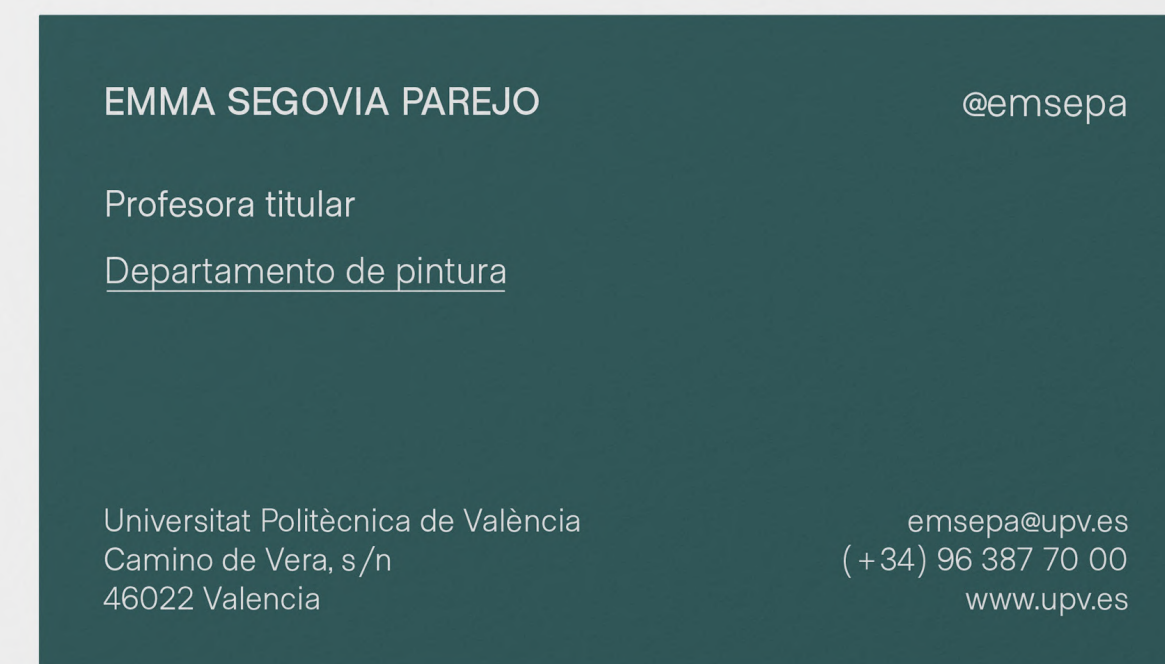 EMMA SEGOVIA PAREJO
@emsepa
Profesora titular
Departamento de pintura
Universitat Politècnica de València
Camino de Vera, s/n
46022 Valencia
emsepa@upv.es
(+34) 96 387 70 00
www.upv.es